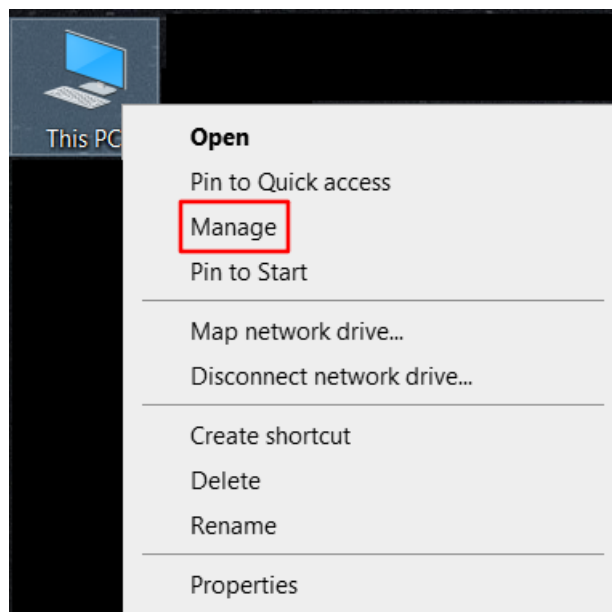 This PC
Open
Pin to Quick access
Manage
Pin to Start
Map network drive...
Disconnect network drive...
Create shortcut
Delete
Rename
Properties